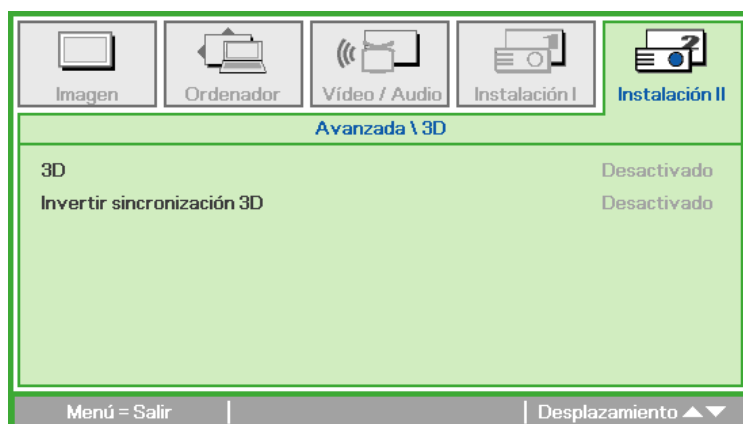 Imagen Ordenador Vídeo / Audio Instalación I Instalación II
Avanzada \ 3D
3D Desactivado
Invertir sincronización 3D Desactivado
Menú = Salir Desplazamiento ▲▼